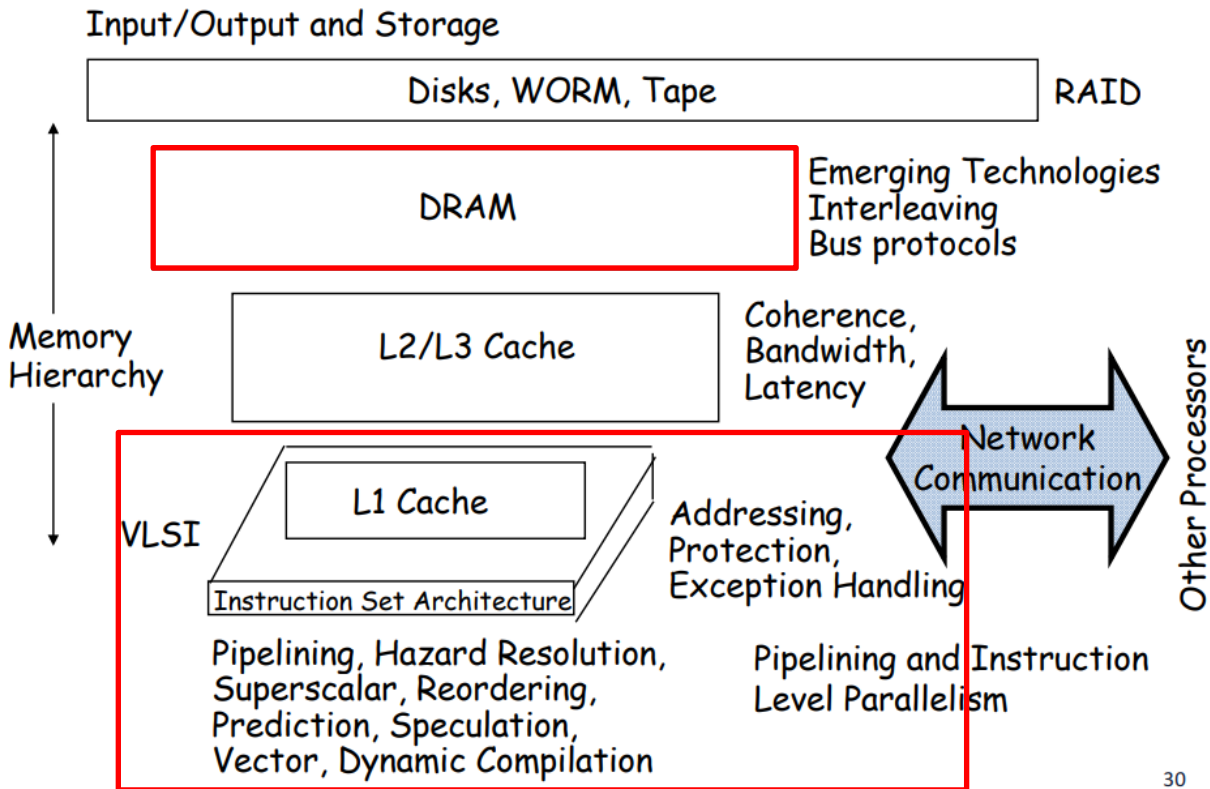 Input/Output and Storage
Disks, WORM, Tape
RAID
DRAM
Emerging Technologies
Interleaving
Bus protocols
Memory
Hierarchy
L2/L3 Cache
Coherence,
Bandwidth,
Latency
Network
Communication
Other Processors
VLSI
L1 Cache
Instruction Set Architecture
Addressing,
Protection,
Exception Handling
Pipelining, Hazard Resolution,
Superscalar, Reordering,
Prediction, Speculation,
Vector, Dynamic Compilation
Pipelining and Instruction
Level Parallelism
30